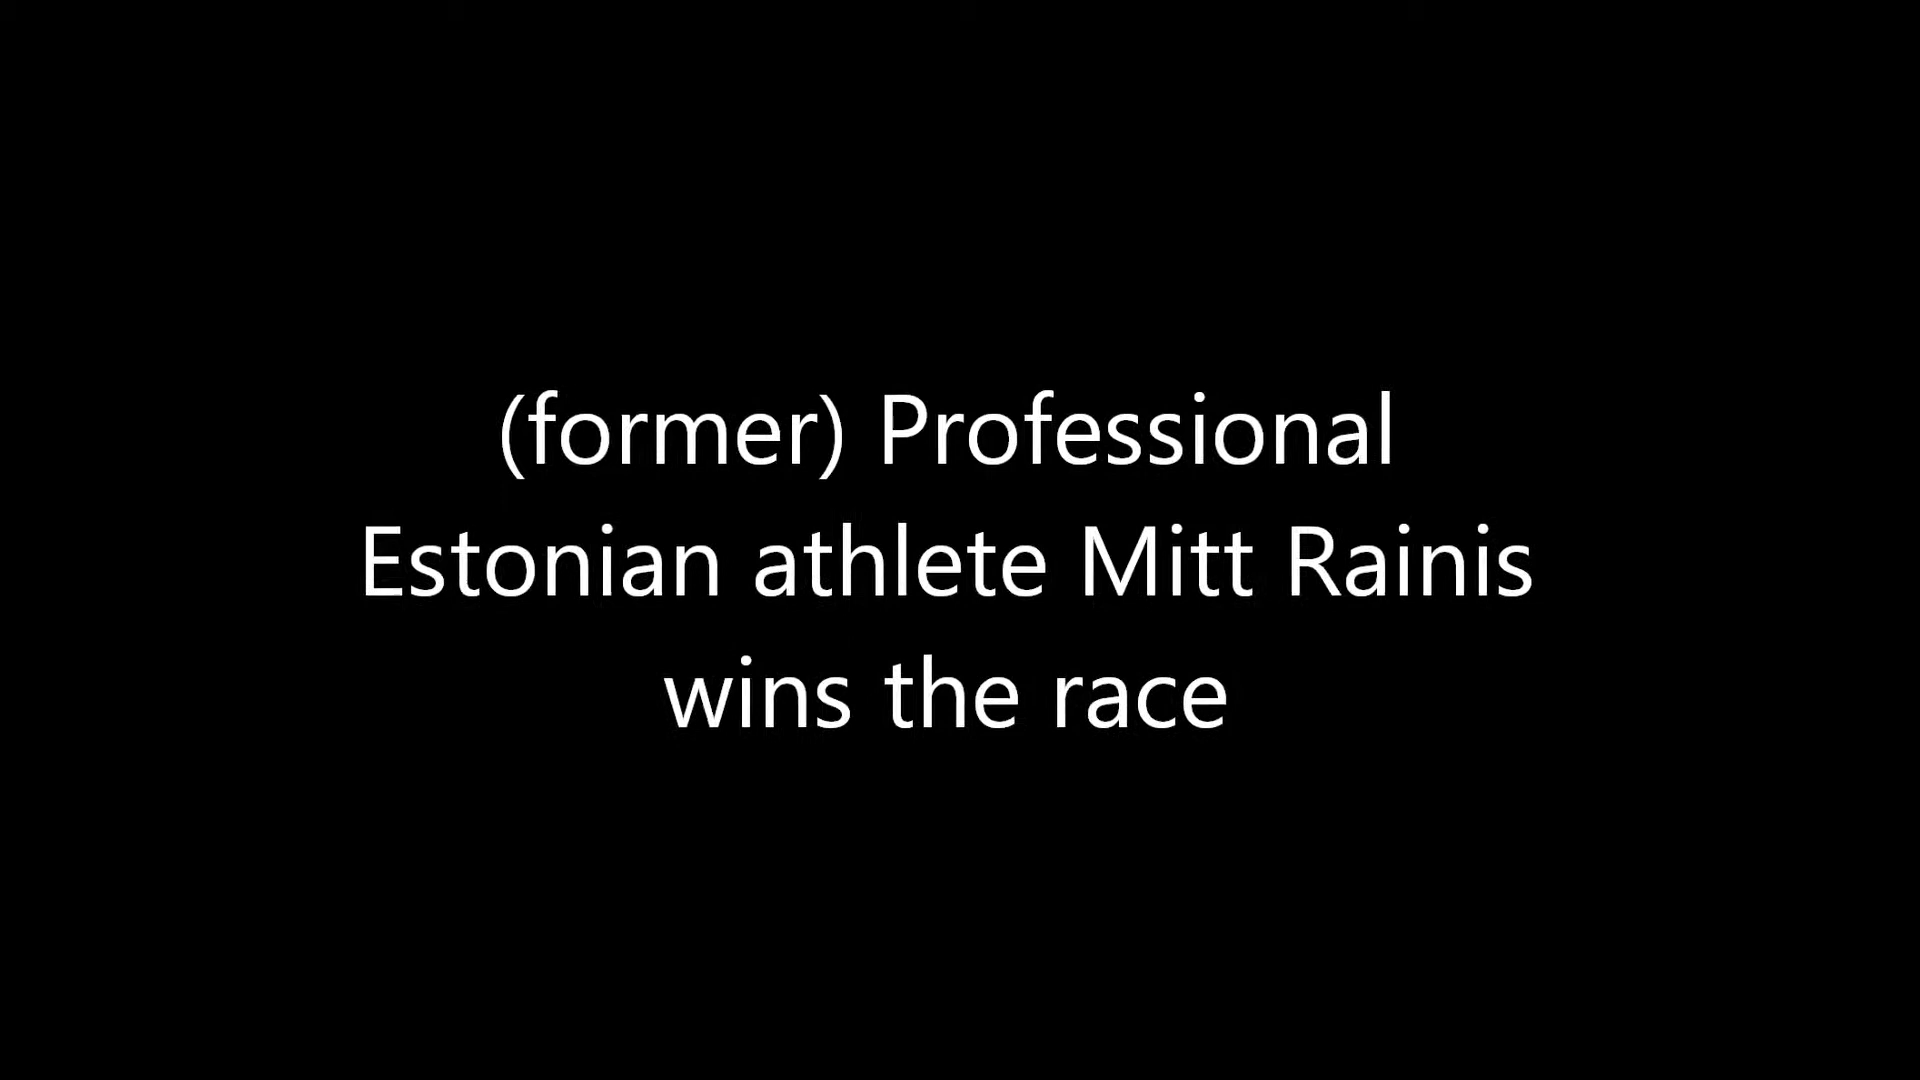 (former) Professional
Estonian athlete Mitt Rainis
wins the race